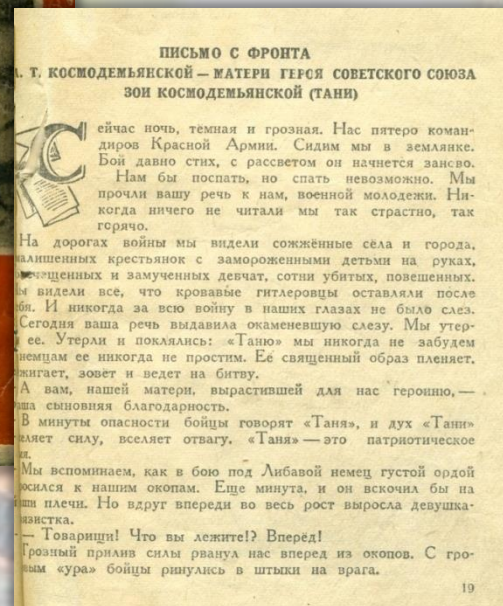 ПИСЬМО С ФРОНТА
Т. КОСМОДЕМЬЯНСКОЙ — МАТЕРИ ГЕРОЯ СОВЕТСКОГО СОЮЗА
ЗОИ КОСМОДЕМЬЯНСКОЙ (ТАНИ)
Сейчас ночь, темная и грозная. Нас пятеро коман-
диров Красной Армии. Сидим мы в землянке.
Бой давно стих, с рассветом он начнется заново.
Нам бы поспать, но спать невозможно. Мы
прочли вашу речь к нам, военной молодежи. Ни-
когда ничего не читали мы так страстно, так
горячо.
На дорогах войны мы видели сожжённые сёла и города,
с замороженными детьми на руках,
и замученных девчат, сотни убитых, повешенных.
видели всё, что кровавые гитлеровцы оставляли после
И никогда за всю войну в наших глазах не было слез.
Сегодня ваша речь выдавила окаменевшую слезу. Мы утер-
ее. Утерли и поклялись: «Таню» мы никогда не забудем
немцам ее никогда не простим. Её священный образ пленяет,
зовет и ведет на битву.
А вам, нашей матери, вырастившей для нас героиню, —
сыновняя благодарность.
В минуты опасности бойцы говорят «Таня», и дух «Тани»
силу, вселяет отвагу. «Таня» — это патриотическое
Мы вспоминаем, как в бою под Либавой немец густой ордой
к нашим окопам. Еще минута, и он вскочил бы на
плечи. Но вдруг впереди во весь рост выросла девушка-
— Товарищи! Что вы лежите!? Вперёд!
Грозный прилив силы рванул нас вперед из окопов. С гро-
«ура» бойцы ринулись в штыки на врага.
19